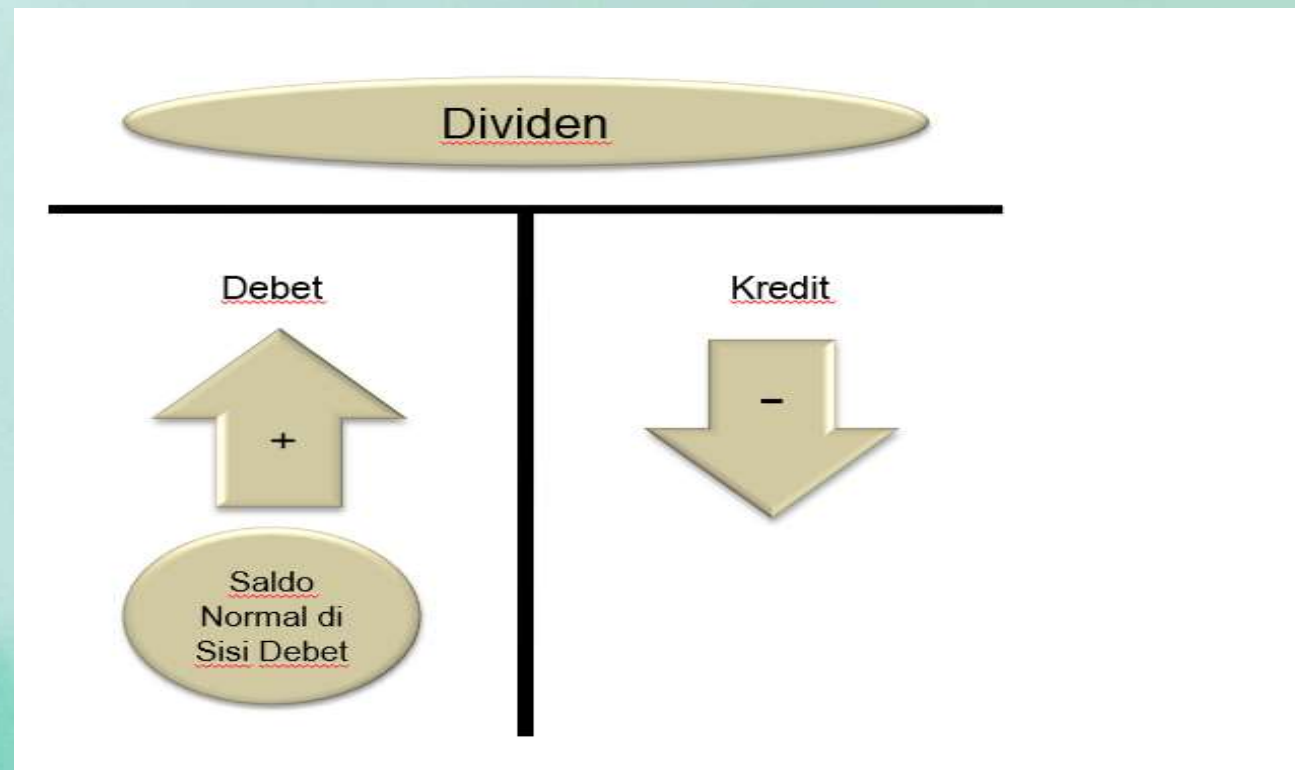 Dividen
Debet
Kredit
+
–
Saldo
Normal di
Sisi Debet